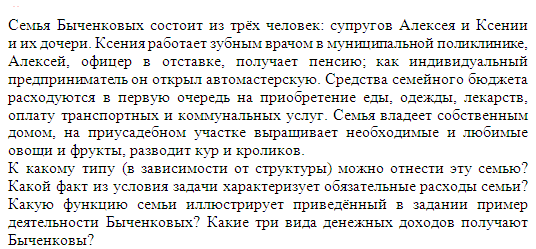 Семья Быченковых состоит из трёх человек: супругов Алексея и Ксении
и их дочери. Ксения работает зубным врачом в муниципальной поликлинике,
Алексей, офицер в отставке, получает пенсию; как индивидуальный
предприниматель он открыл автомастерскую. Средства семейного бюджета
расходуются в первую очередь на приобретение еды, одежды, лекарств,
оплату транспортных и коммунальных услуг. Семья владеет собственным
домом, на приусадебном участке выращивает необходимые и любимые
овощи и фрукты, разводит кур и кроликов.
К какому типу (в зависимости от структуры) можно отнести эту семью?
Какой факт из условия задачи характеризует обязательные расходы семьи?
Какую функцию семьи иллюстрирует приведённый в задании пример
деятельности Быченковых? Какие три вида денежных доходов получают
Быченковы?